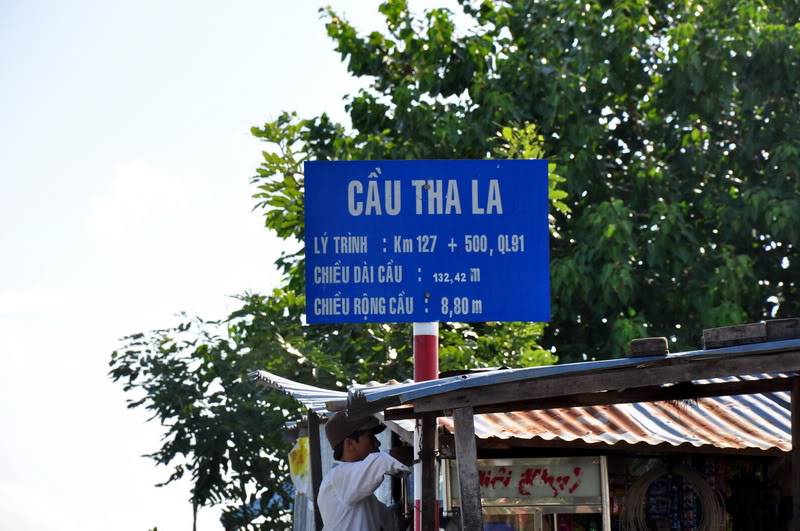 CẦU THA LA
LÝ TRÌNH : Km 127 + 500, QL91
CHIỀU DÀI CẦU : 132,42 m
CHIỀU RỘNG CẦU : 8,80 m